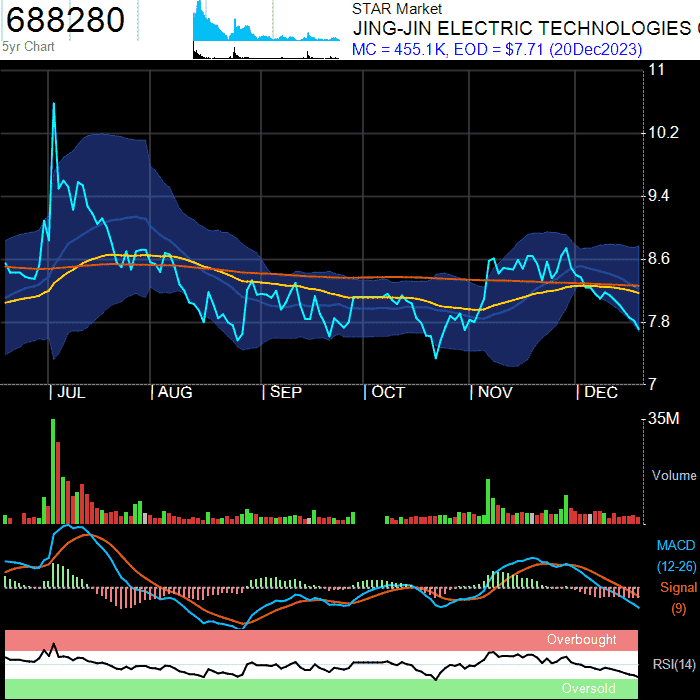 688280
5yr Chart
STAR Market
JING-JIN ELECTRIC TECHNOLOGIES
MC = 455.1K, EOD = $7.71 (20Dec2023)
11
10.2
9.4
8.6
7.8
7
JUL
AUG
SEP
OCT
NOV
DEC
35M
Volume
MACD
(12-26)
Signal
(9)
Overbought
RSI(14)
Oversold